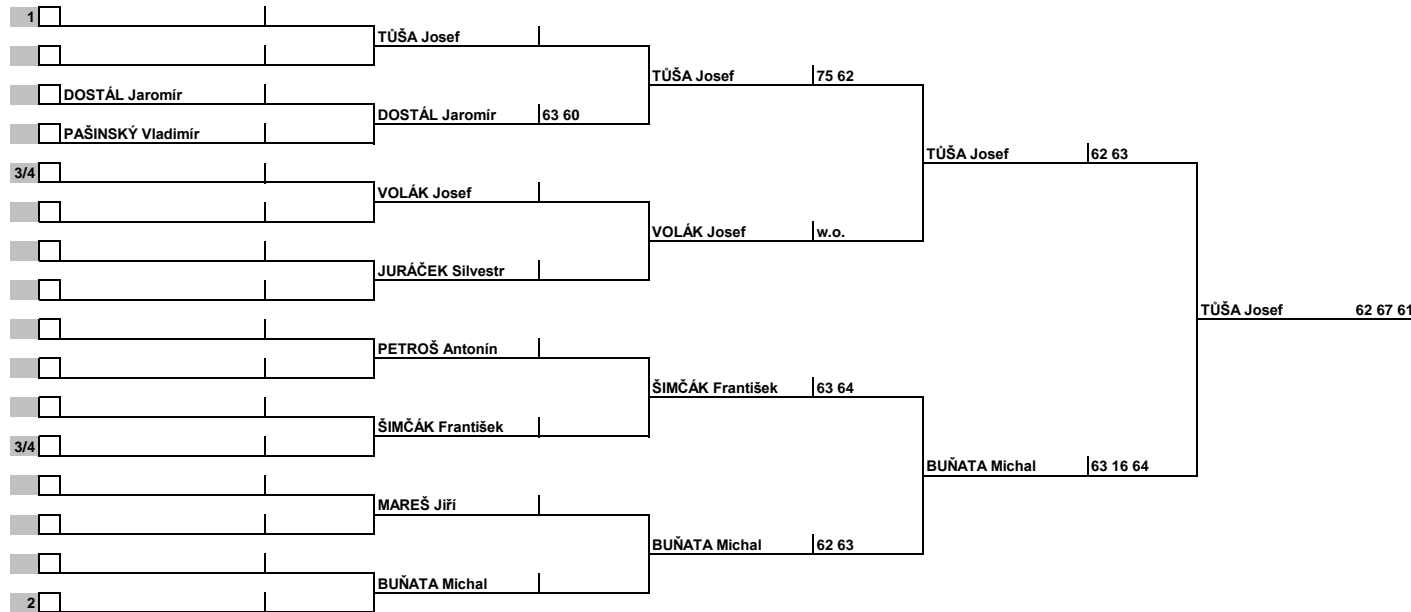 1
TŮŠA Josef
TŮŠA Josef 75 62
DOSTÁL Jaromír
DOSTÁL Jaromír 63 60
PAŠINSKÝ Vladimír
TŮŠA Josef 62 63
3/4
VOLÁK Josef
VOLÁK Josef w.o.
JURÁČEK Silvestr
TŮŠA Josef 62 67 61
PETROŠ Antonín
ŠIMČÁK František 63 64
ŠIMČÁK František
3/4
BUŇATA Michal 63 16 64
MAREŠ Jiří
BUŇATA Michal 62 63
BUŇATA Michal
2